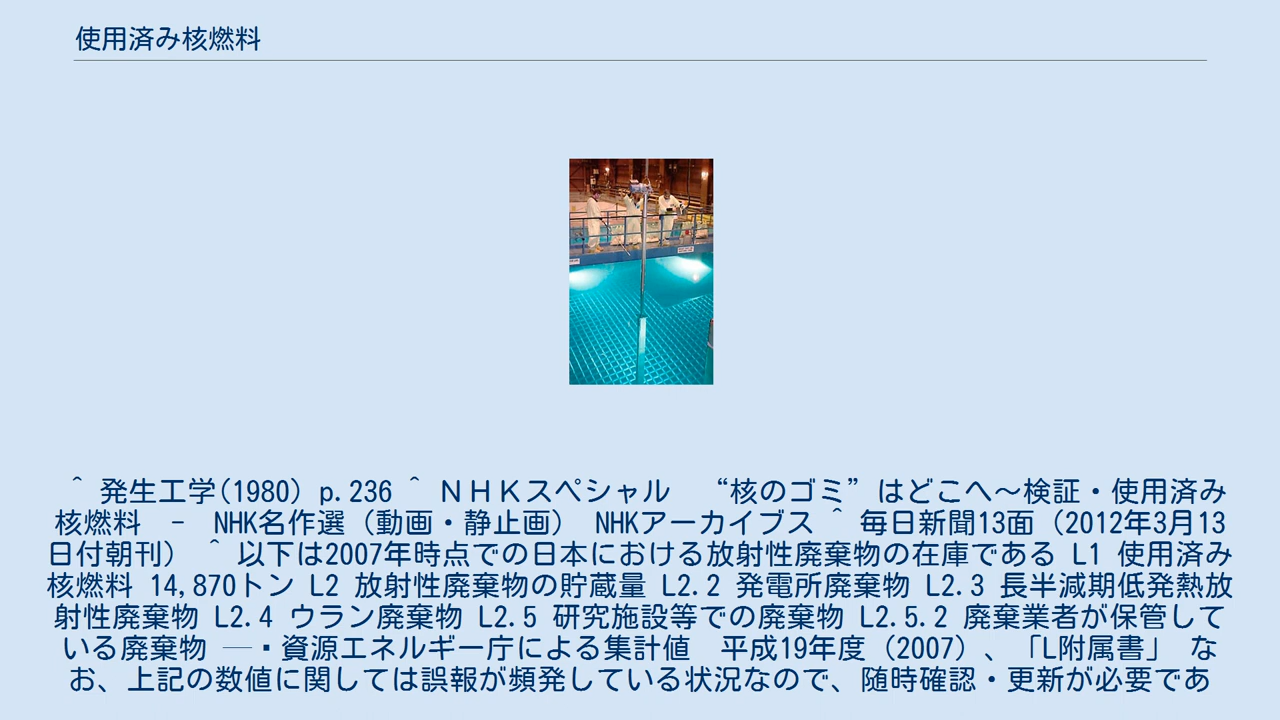 使用済み核燃料
^ 発生工学(1980) p.236 ^ ＮＨＫスペシャル　“核のゴミ”はどこへ～検証・使用済み
核燃料　-　NHK名作選（動画・静止画） NHKアーカイブス ^ 毎日新聞13面（2012年3月13
日付朝刊） ^ 以下は2007年時点での日本における放射性廃棄物の在庫である L1 使用済み
核燃料 14,870トン L2 放射性廃棄物の貯蔵量 L2.2 発電所廃棄物 L2.3 長半減期低発熱放
射性廃棄物 L2.4 ウラン廃棄物 L2.5 研究施設等での廃棄物 L2.5.2 廃棄業者が保管して
いる廃棄物 ―▪資源エネルギー庁による集計値　平成19年度（2007）、「L附属書」 な
お、上記の数値に関しては誤報が頻発している状況なので、随時確認・更新が必要であ